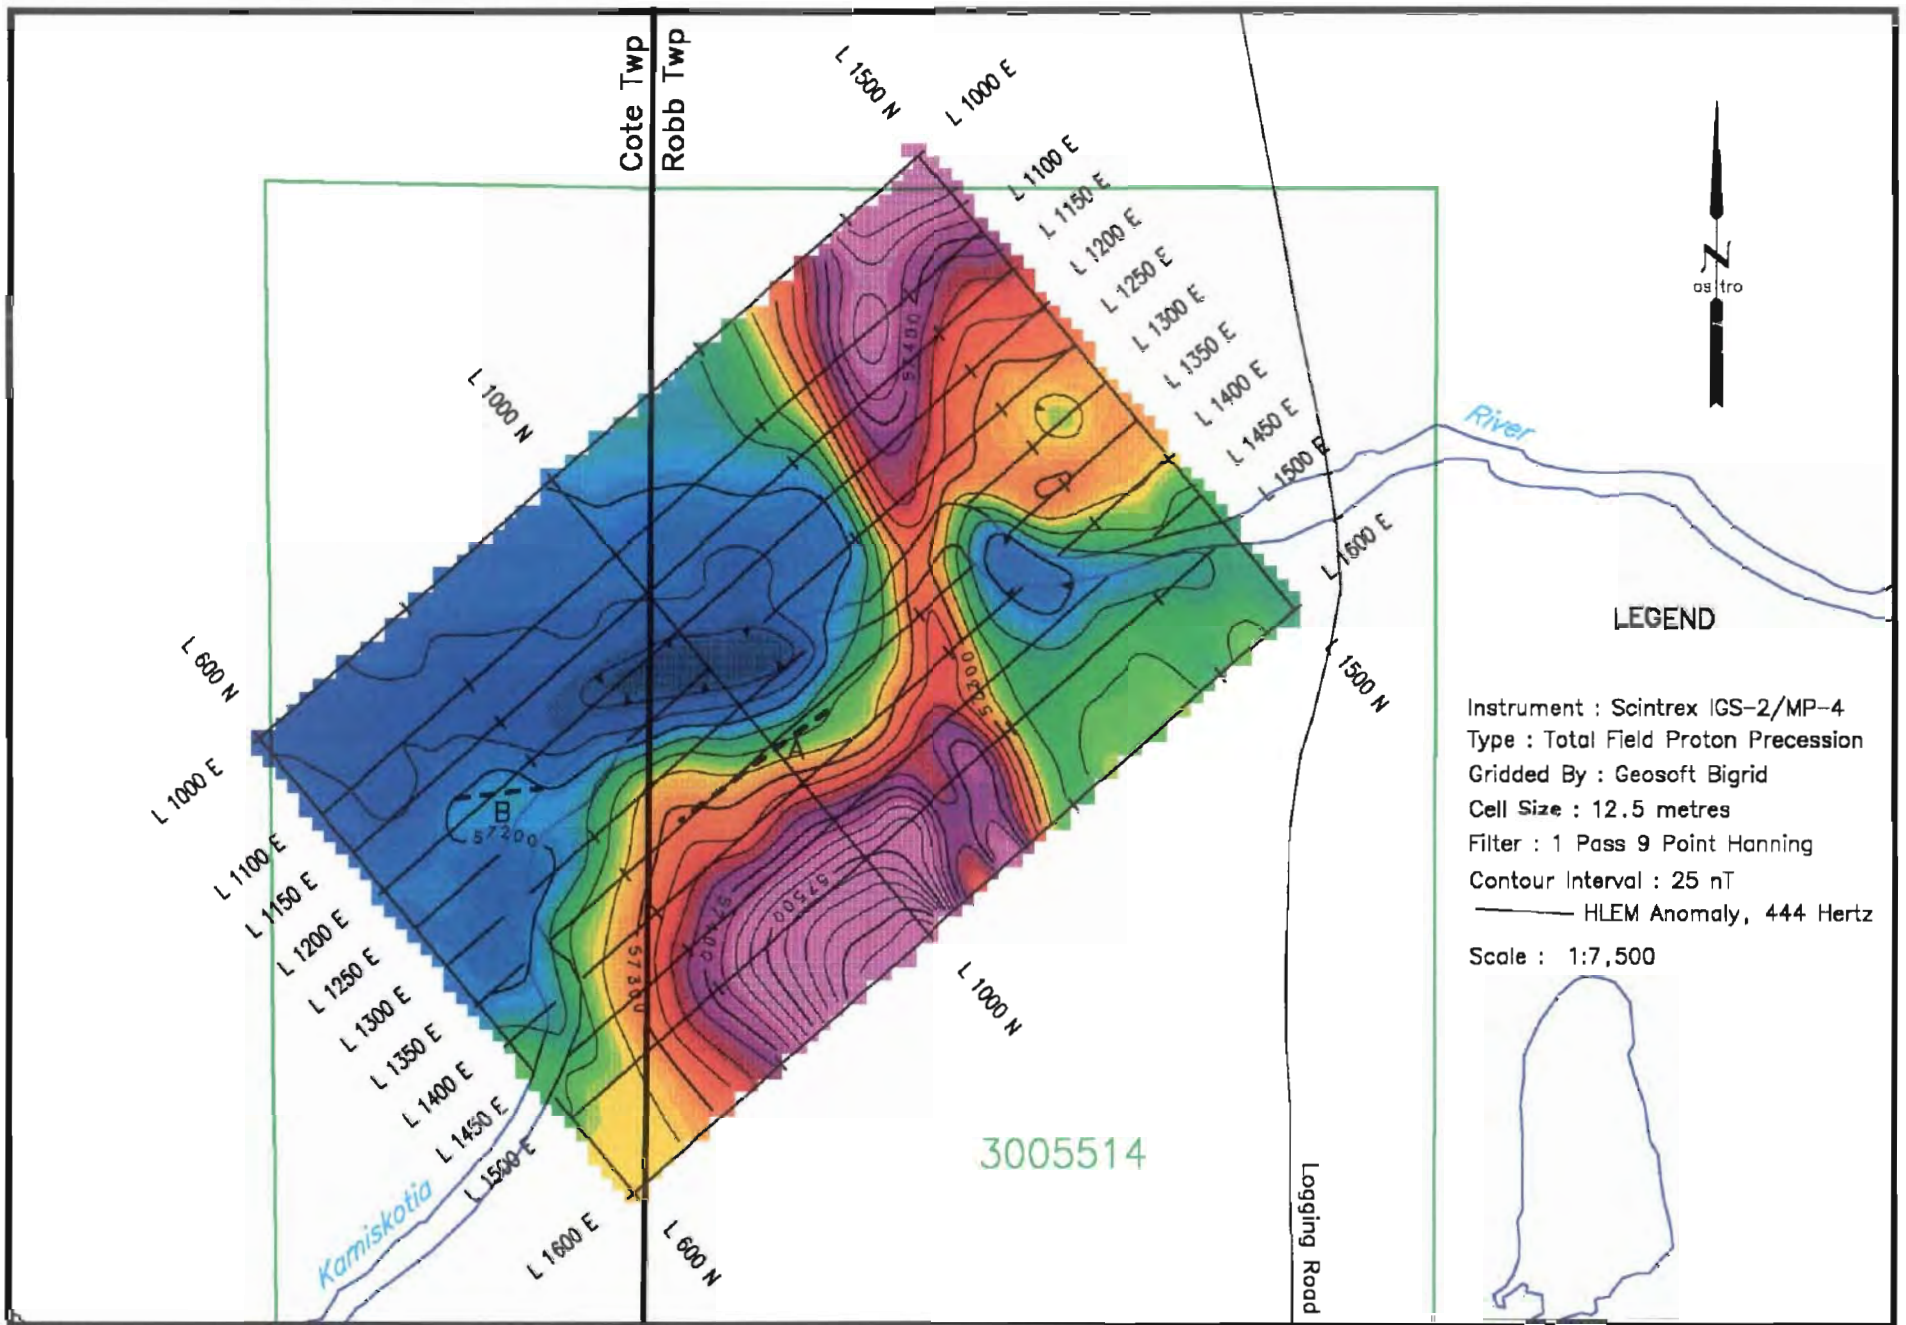 Cote Twp
Robb Twp
L 1500 N
L 1000 E
L 1100 E
L 1150 E
L 1200 E
L 1250 E
L 1300 E
L 1350 E
L 1400 E
L 1450 E
L 1500 E
L 1600 E
1500 N
L 1000 N
L 600 N
L 1000 E
L 1100 E
L 1150 E
L 1200 E
L 1250 E
L 1300 E
L 1350 E
L 1400 E
L 1450 E
L 1500 E
L 1600 E
L 600 N
L 1000 N
57400
57300
A
B
57200
57500
57400
57300
River
Kamiskotia
3005514
Logging Road
N
astro
LEGEND
Instrument : Scintrex IGS-2/MP-4
Type : Total Field Proton Precession
Gridded By : Geosoft Bigrid
Cell Size : 12.5 metres
Filter : 1 Pass 9 Point Hanning
Contour Interval : 25 nT
HLEM Anomaly, 444 Hertz
Scale : 1:7,500